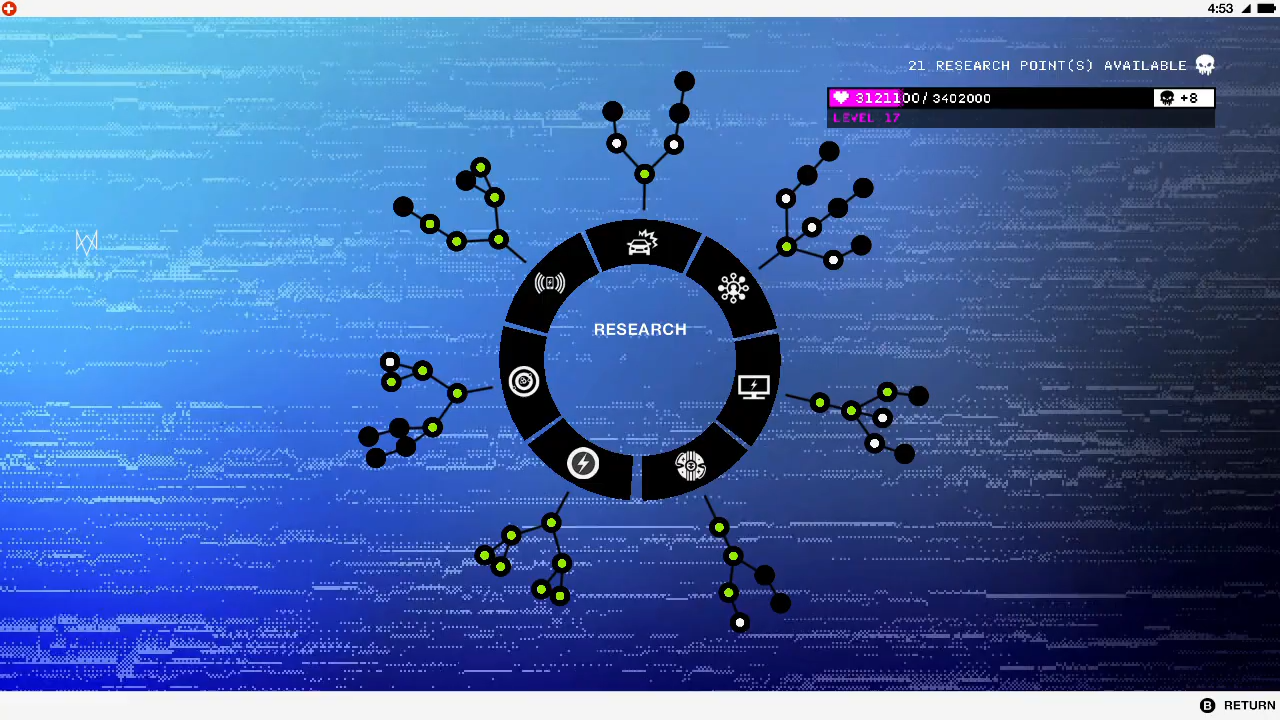 4:53
21 RESEARCH POINT(S) AVAILABLE
3121100/3402000
+8
LEVEL 17
RESEARCH
B RETURN